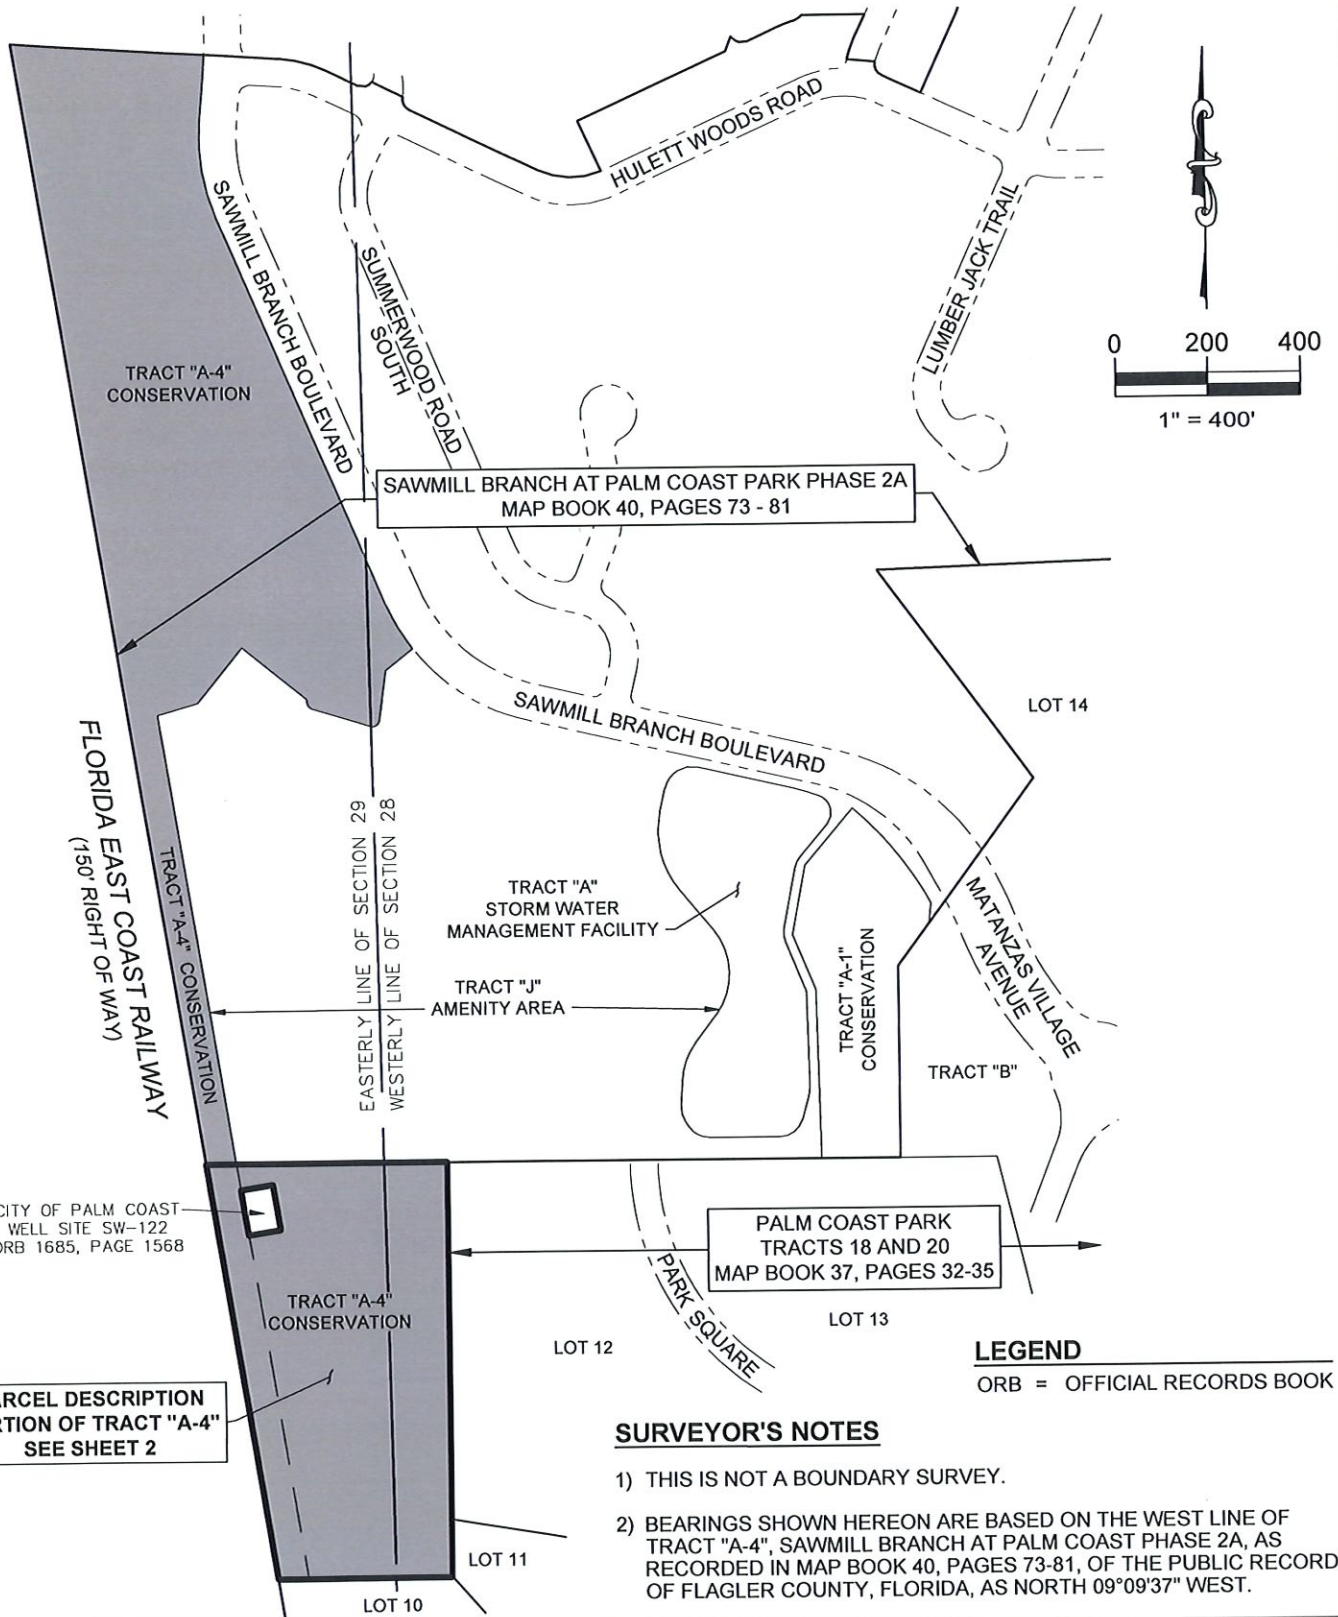 HULETT WOODS ROAD
SAWMILL BRANCH BOULEVARD
SUMMERWOOD ROAD
SOUTH
LUMBER JACK TRAIL
0 200 400
1" = 400'
TRACT "A-4"
CONSERVATION
SAWMILL BRANCH AT PALM COAST PARK PHASE 2A
MAP BOOK 40, PAGES 73 - 81
LOT 14
SAWMILL BRANCH BOULEVARD
FLORIDA EAST COAST RAILWAY
(150' RIGHT OF WAY)
TRACT "A-4" CONSERVATION
EASTERLY LINE OF SECTION 29
WESTERLY LINE OF SECTION 28
TRACT "A"
STORM WATER
MANAGEMENT FACILITY
TRACT "J"
AMENITY AREA
TRACT "A-1"
CONSERVATION
MATANZAS VILLAGE
AVENUE
TRACT "B"
CITY OF PALM COAST
WELL SITE SW-122
ORB 1685, PAGE 1568
PALM COAST PARK
TRACTS 18 AND 20
MAP BOOK 37, PAGES 32-35
PARK SQUARE
TRACT "A-4"
CONSERVATION
LOT 12
LOT 13
ARCEL DESCRIPTION
RTION OF TRACT "A-4"
SEE SHEET 2
LEGEND
ORB = OFFICIAL RECORDS BOOK
SURVEYOR'S NOTES
1) THIS IS NOT A BOUNDARY SURVEY.
2) BEARINGS SHOWN HEREON ARE BASED ON THE WEST LINE OF
TRACT "A-4", SAWMILL BRANCH AT PALM COAST PHASE 2A, AS
RECORDED IN MAP BOOK 40, PAGES 73-81, OF THE PUBLIC RECORD
OF FLAGLER COUNTY, FLORIDA, AS NORTH 09°09'37" WEST.
LOT 11
LOT 10